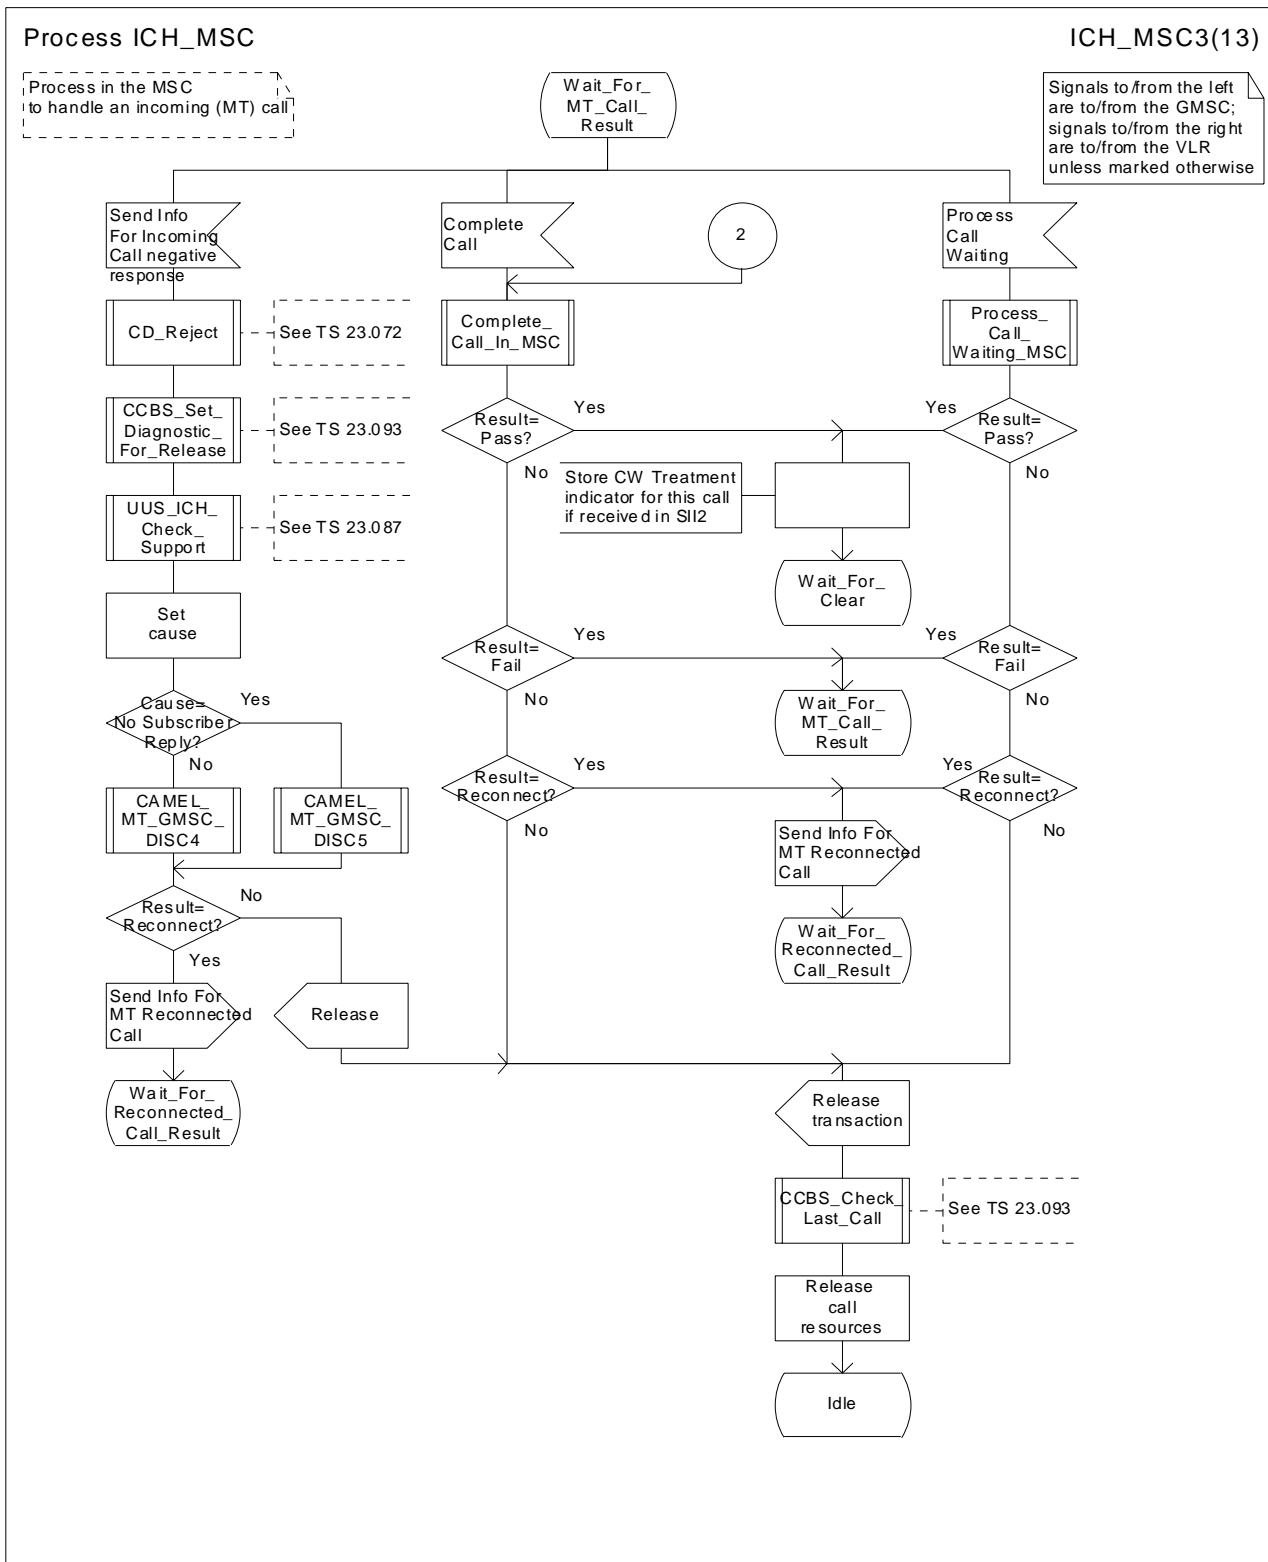 Process ICH_MSC
ICH_MSC3(13)
Process in the MSC
to handle an incoming (MT) call
Wait_For_
MT_Call_
Result
Signals to/from the left
are to/from the GMSC;
signals to/from the right
are to/from the VLR
unless marked otherwise
Send Info
For Incoming
Call negative
response
Complete
Call
2
Process
Call
Waiting
CD_Reject
See TS 23.072
Complete_
Call_In_MSC
Process_
Call_
Waiting_MSC
CCBS_Set_
Diagnostic_
For_Release
See TS 23.093
Result=
Pass?
Yes
No
Yes
Result=
Pass?
No
UUS_ICH_
Check_
Support
See TS 23.087
Store CW Treatment
indicator for this call
if received in SII2
Wait_For_
Clear
Set
cause
Result=
Fail
Yes
No
Yes
Result=
Fail
No
Wait_For_
MT_Call_
Result
Cause=
No Subscriber
Reply?
Yes
No
Result=
Reconnect?
Yes
No
Yes
Result=
Reconnect?
No
CAMEL_
MT_GMSC_
DISC4
CAMEL_
MT_GMSC_
DISC5
Send Info For
MT Reconnected
Call
Result=
Reconnect?
No
Yes
Wait_For_
Reconnected_
Call_Result
Send Info For
MT Reconnected
Call
Release
Wait_For_
Reconnected_
Call_Result
Release
transaction
CCBS_Check_
Last_Call
See TS 23.093
Release
call
resources
Idle